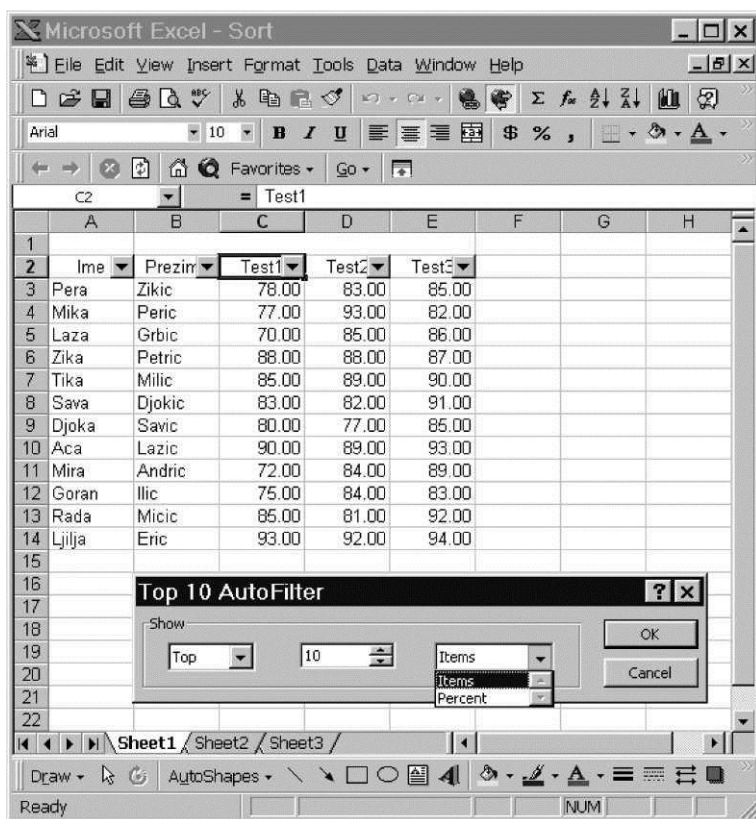 Microsoft Excel - Sort
File Edit View Insert Format Tools Data Window Help
Arial 10 B I U $ % , A
Favorites Go
C2 = Test1
A B C D E F G H
1
2 Ime Prezim Test1 Test2 Test3
3 Pera Zikic 78.00 83.00 85.00
4 Mika Peric 77.00 93.00 82.00
5 Laza Grbic 70.00 85.00 86.00
6 Zika Petric 88.00 88.00 87.00
7 Tika Milic 85.00 89.00 90.00
8 Sava Djokic 83.00 82.00 91.00
9 Djoka Savic 80.00 77.00 85.00
10 Aca Lazic 90.00 89.00 93.00
11 Mira Andric 72.00 84.00 89.00
12 Goran Ilic 75.00 84.00 83.00
13 Rada Micic 85.00 81.00 92.00
14 Ljilja Eric 93.00 92.00 94.00
15
16
17
18
19
20
21
22
Top 10 AutoFilter
Show
Top 10 Items
Items
Percent
OK
Cancel
Sheet1 Sheet2 Sheet3
Draw AutoShapes A
Ready NUM